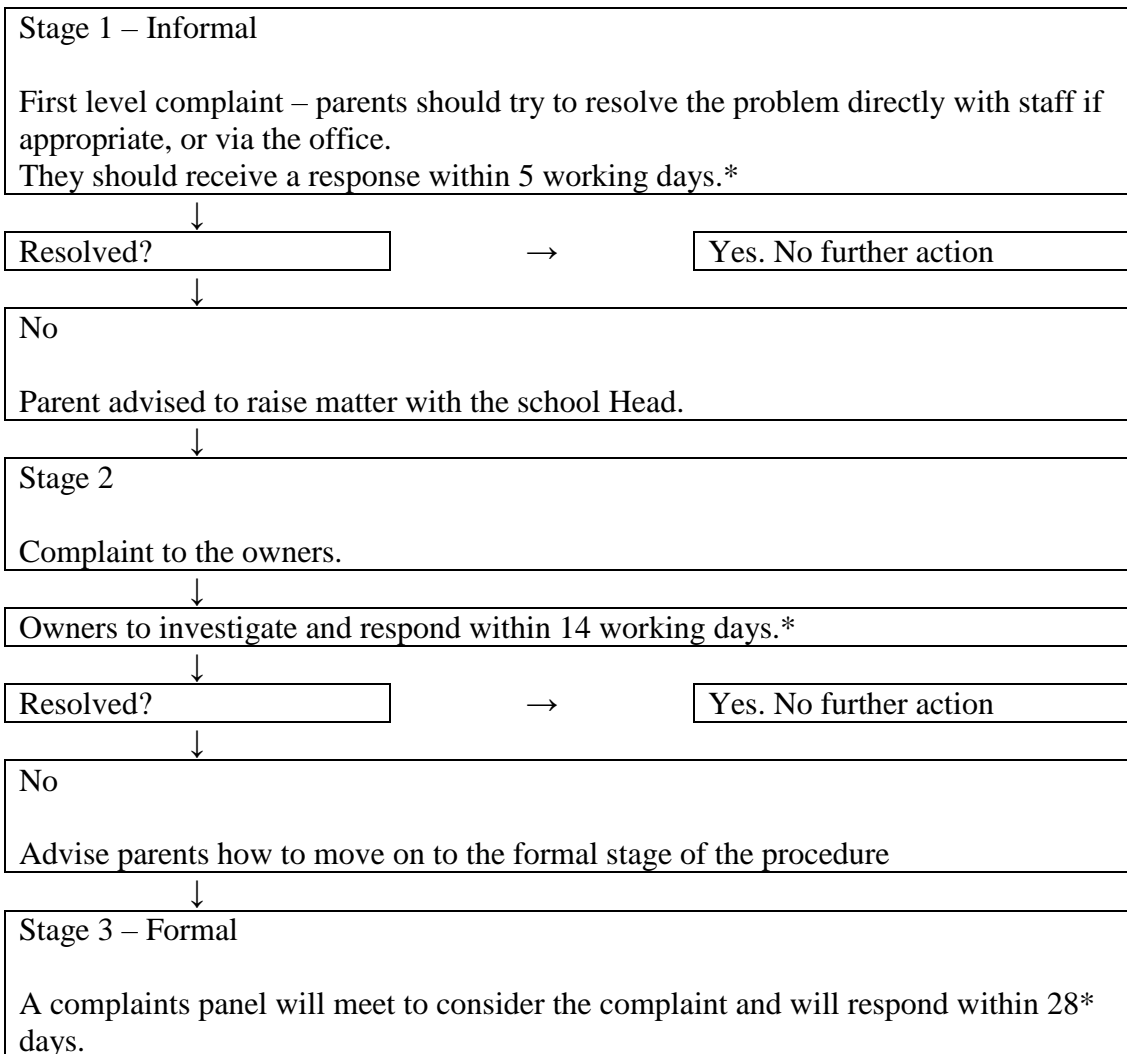 Stage 1 – Informal
First level complaint – parents should try to resolve the problem directly with staff if
appropriate, or via the office.
They should receive a response within 5 working days.*
↓
Resolved? → Yes. No further action
↓
No
Parent advised to raise matter with the school Head.
↓
Stage 2
Complaint to the owners.
↓
Owners to investigate and respond within 14 working days.*
↓
Resolved? → Yes. No further action
↓
No
Advise parents how to move on to the formal stage of the procedure
↓
Stage 3 – Formal
A complaints panel will meet to consider the complaint and will respond within 28*
days.